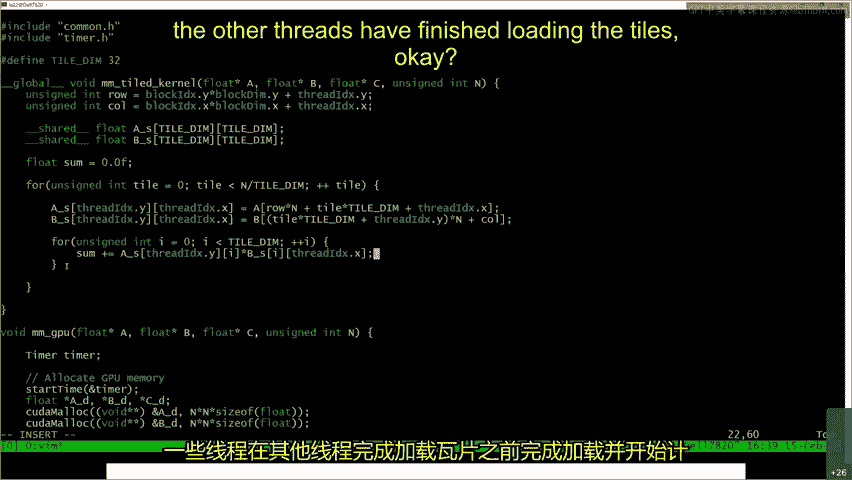 the other threads have finished loading the tiles,
okay?
#include "common.h"
#include "timer.h"
#define TILE_DIM 32
__global__ void mm_tiled_kernel(float* A, float* B, float* C, unsigned int N) {
unsigned int row = blockIdx.y*blockDim.y + threadIdx.y;
unsigned int col = blockIdx.x*blockDim.x + threadIdx.x;
__shared__ float A_s[TILE_DIM][TILE_DIM];
__shared__ float B_s[TILE_DIM][TILE_DIM];
float sum = 0.0f;
for(unsigned int tile = 0; tile < N/TILE_DIM; ++ tile) {
A_s[threadIdx.y][threadIdx.x] = A[row*N + tile*TILE_DIM + threadIdx.x];
B_s[threadIdx.y][threadIdx.x] = B[(tile*TILE_DIM + threadIdx.y)*N + col];
for(unsigned int i = 0; i < TILE_DIM; ++i) {
sum += A_s[threadIdx.y][i]*B_s[i][threadIdx.x];
}
}
}
void mm_gpu(float* A, float* B, float* C, unsigned int N) {
Timer timer;
// Allocate GPU memory
startTime(&timer);
float *A_d, *B_d, *C_d;
cudaMalloc((void**) &A_d, N*N*sizeof(float));
cudaMalloc((void**) &B_d, N*N*sizeof(float));
-- INSERT --
22,60
一些线程在其他线程完成加载瓦片之前完成加载并开始计
16:39
+26